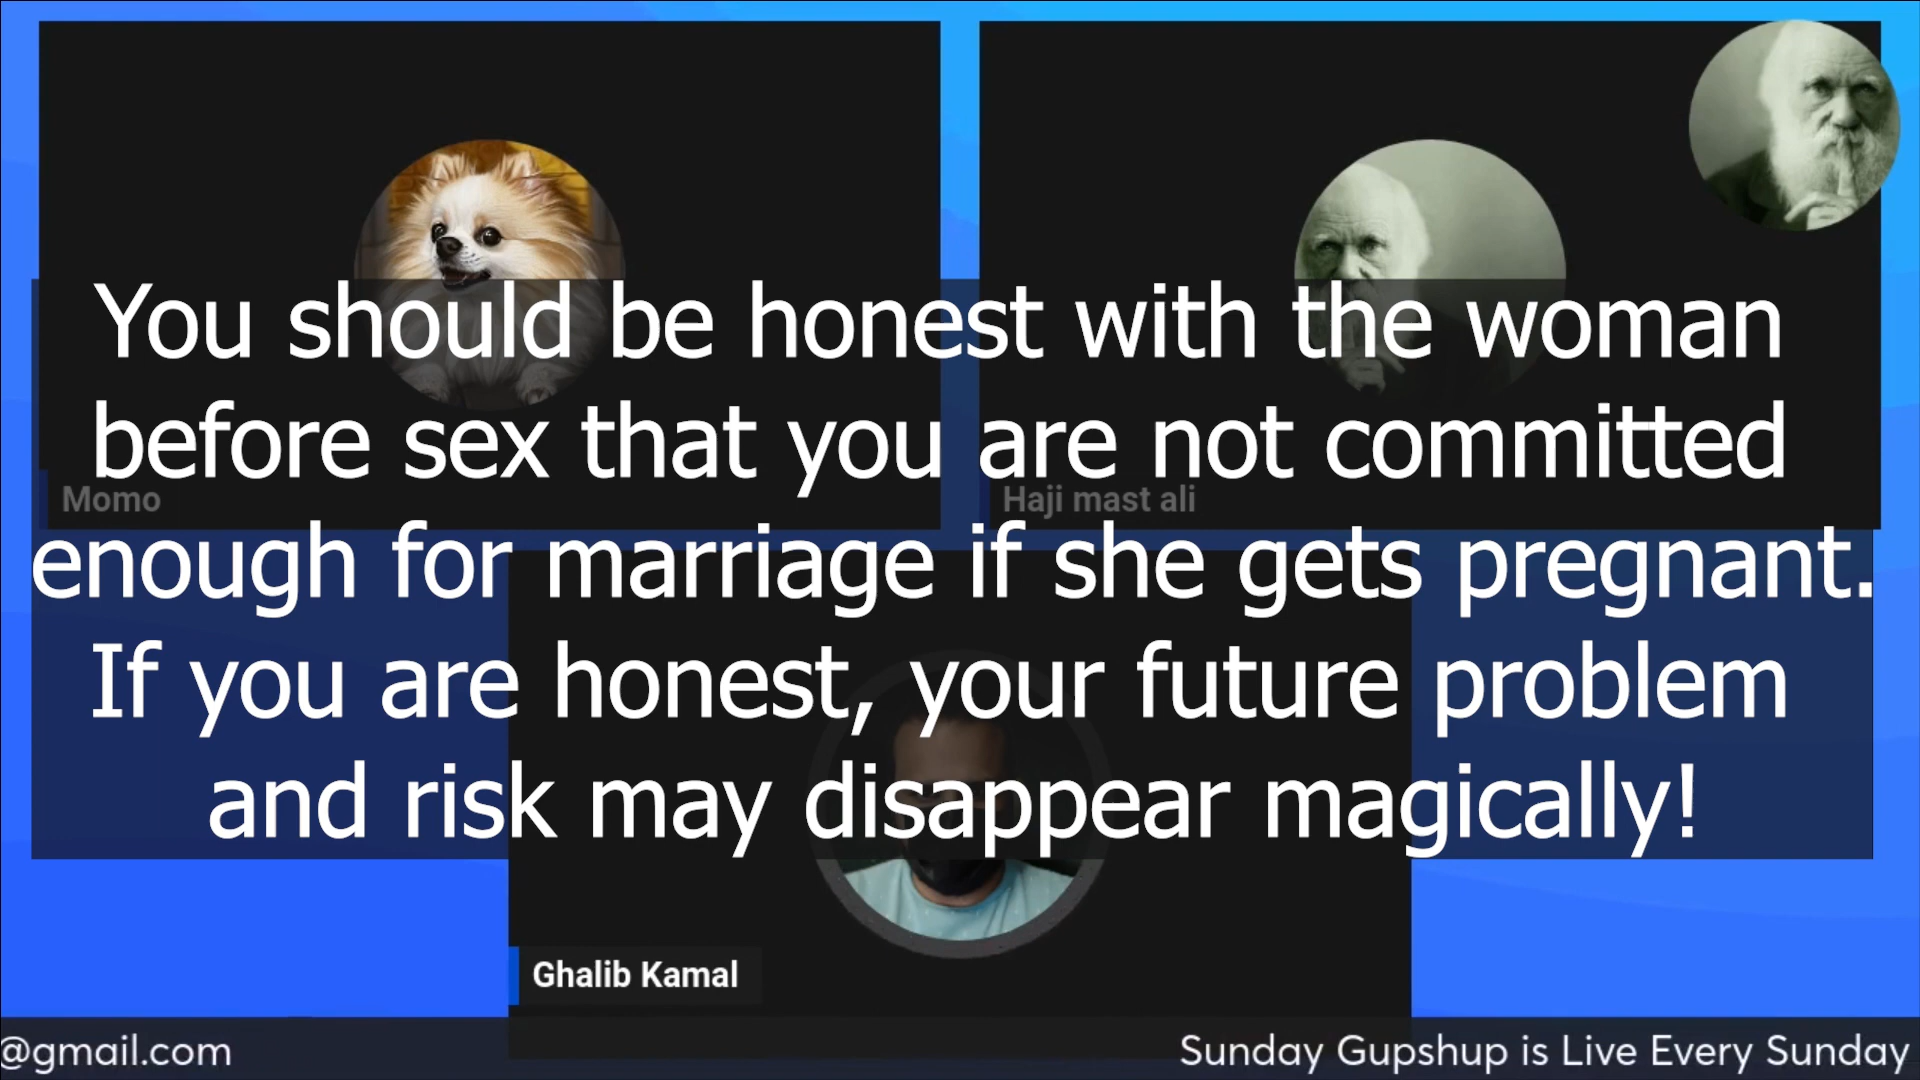 You should be honest with the woman
before sex that you are not committed
Momo
Haji mast ali
enough for marriage if she gets pregnant.
If you are honest, your future problem
and risk may disappear magically!
Ghalib Kamal
@gmail.com
Sunday Gupshup is Live Every Sunday